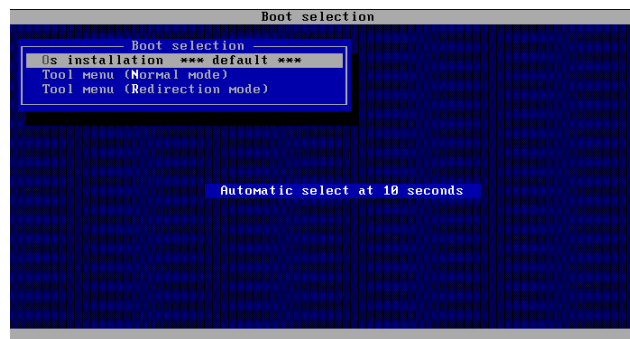 Boot selection
Boot selection
Os installation *** default ***
Tool menu (Normal mode)
Tool menu (Redirection mode)
Automatic select at 10 seconds